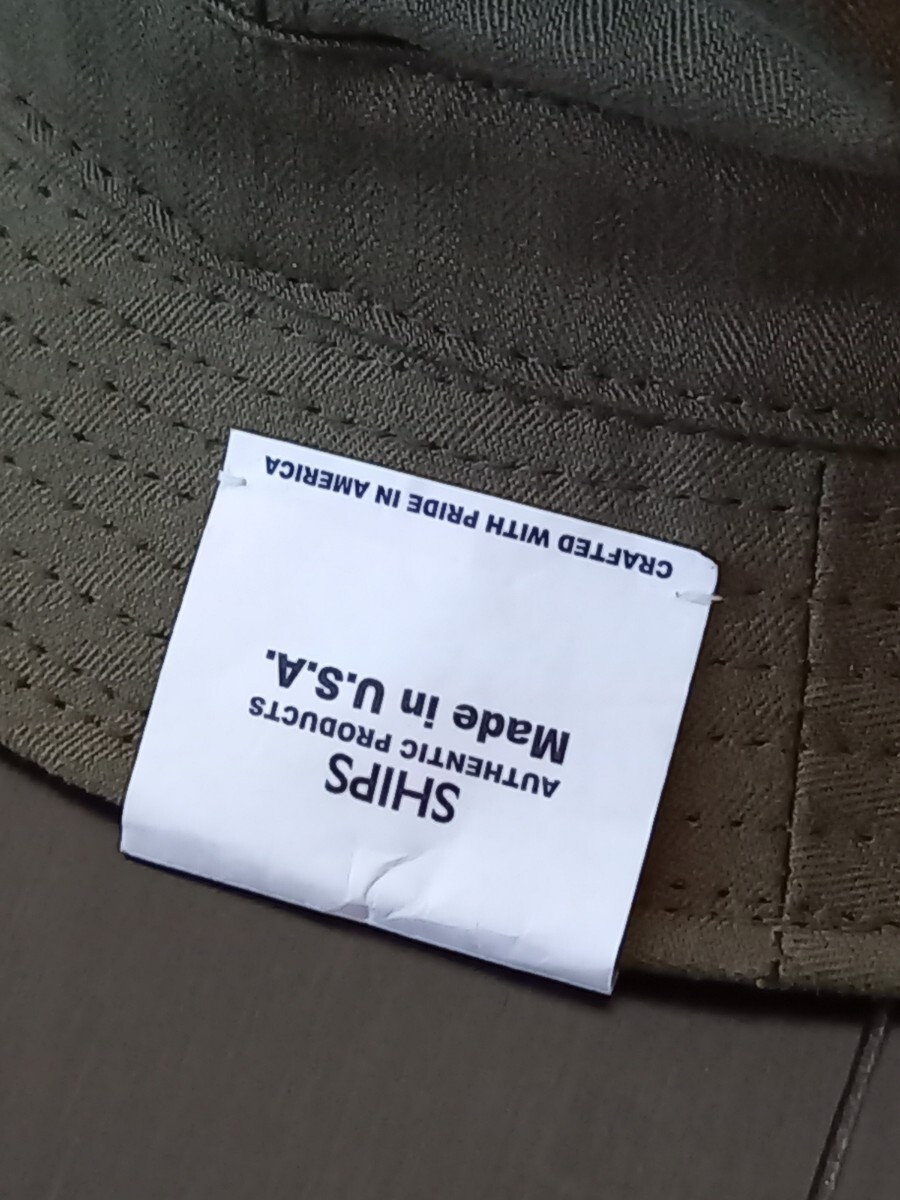 SHIPS
AUTHENTIC PRODUCTS
Made in U.S.A.
CRAFTED WITH PRIDE IN AMERICA